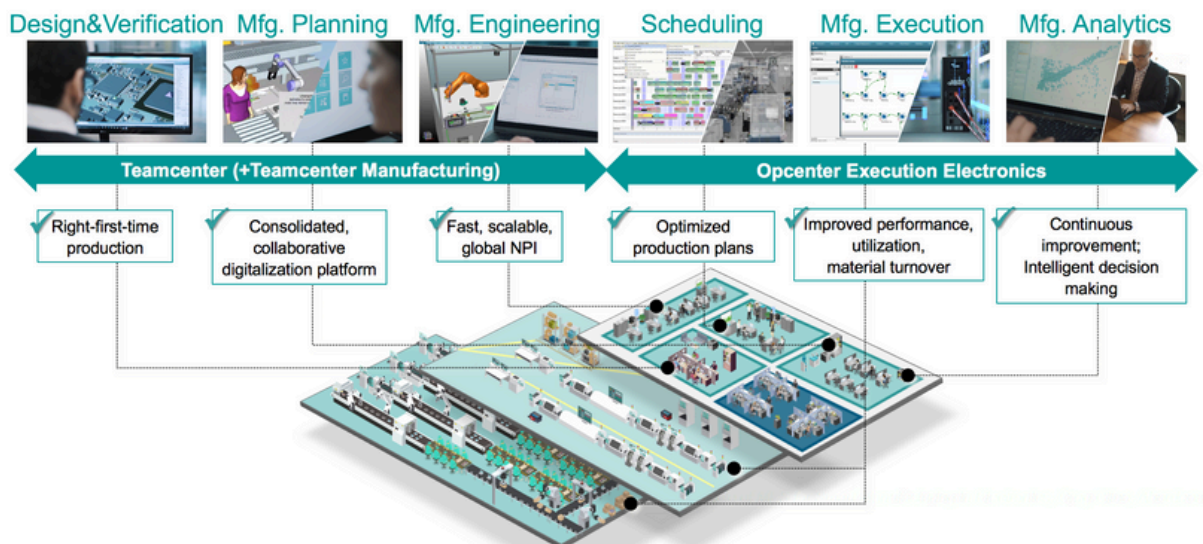 Design&Verification
Mfg. Planning
Mfg. Engineering
Scheduling
Mfg. Execution
Mfg. Analytics
Teamcenter (+Teamcenter Manufacturing)
Opcenter Execution Electronics
Right-first-time
production
Consolidated,
collaborative
digitalization platform
Fast, scalable,
global NPI
Optimized
production plans
Improved performance,
utilization,
material turnover
Continuous
improvement;
Intelligent decision
making